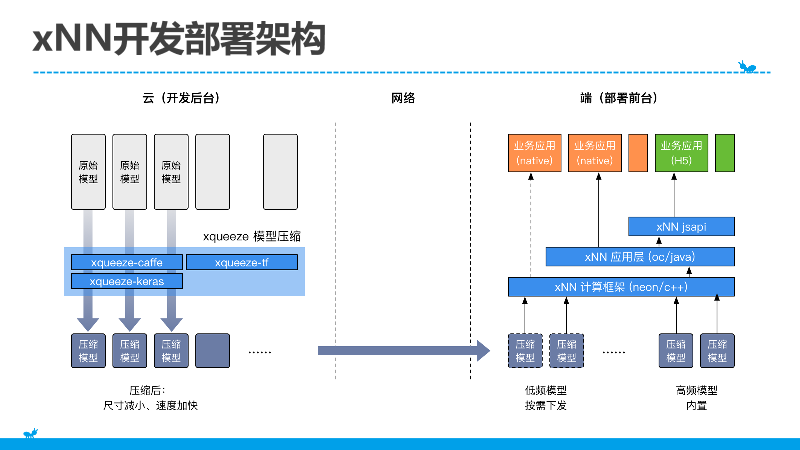 xNN开发部署架构
云（开发后台）
网络
端（部署前台）
原始
模型
原始
模型
原始
模型
xqueeze 模型压缩
xqueeze-caffe
xqueeze-tf
xqueeze-keras
压缩
模型
压缩
模型
压缩
模型
......
压缩后：
尺寸减小、速度加快
业务应用
(native)
业务应用
(native)
业务应用
(H5)
xNN jsapi
xNN 应用层 (oc/java)
xNN 计算框架 (neon/c++)
压缩
模型
压缩
模型
......
压缩
模型
压缩
模型
低频模型
按需下发
高频模型
内置